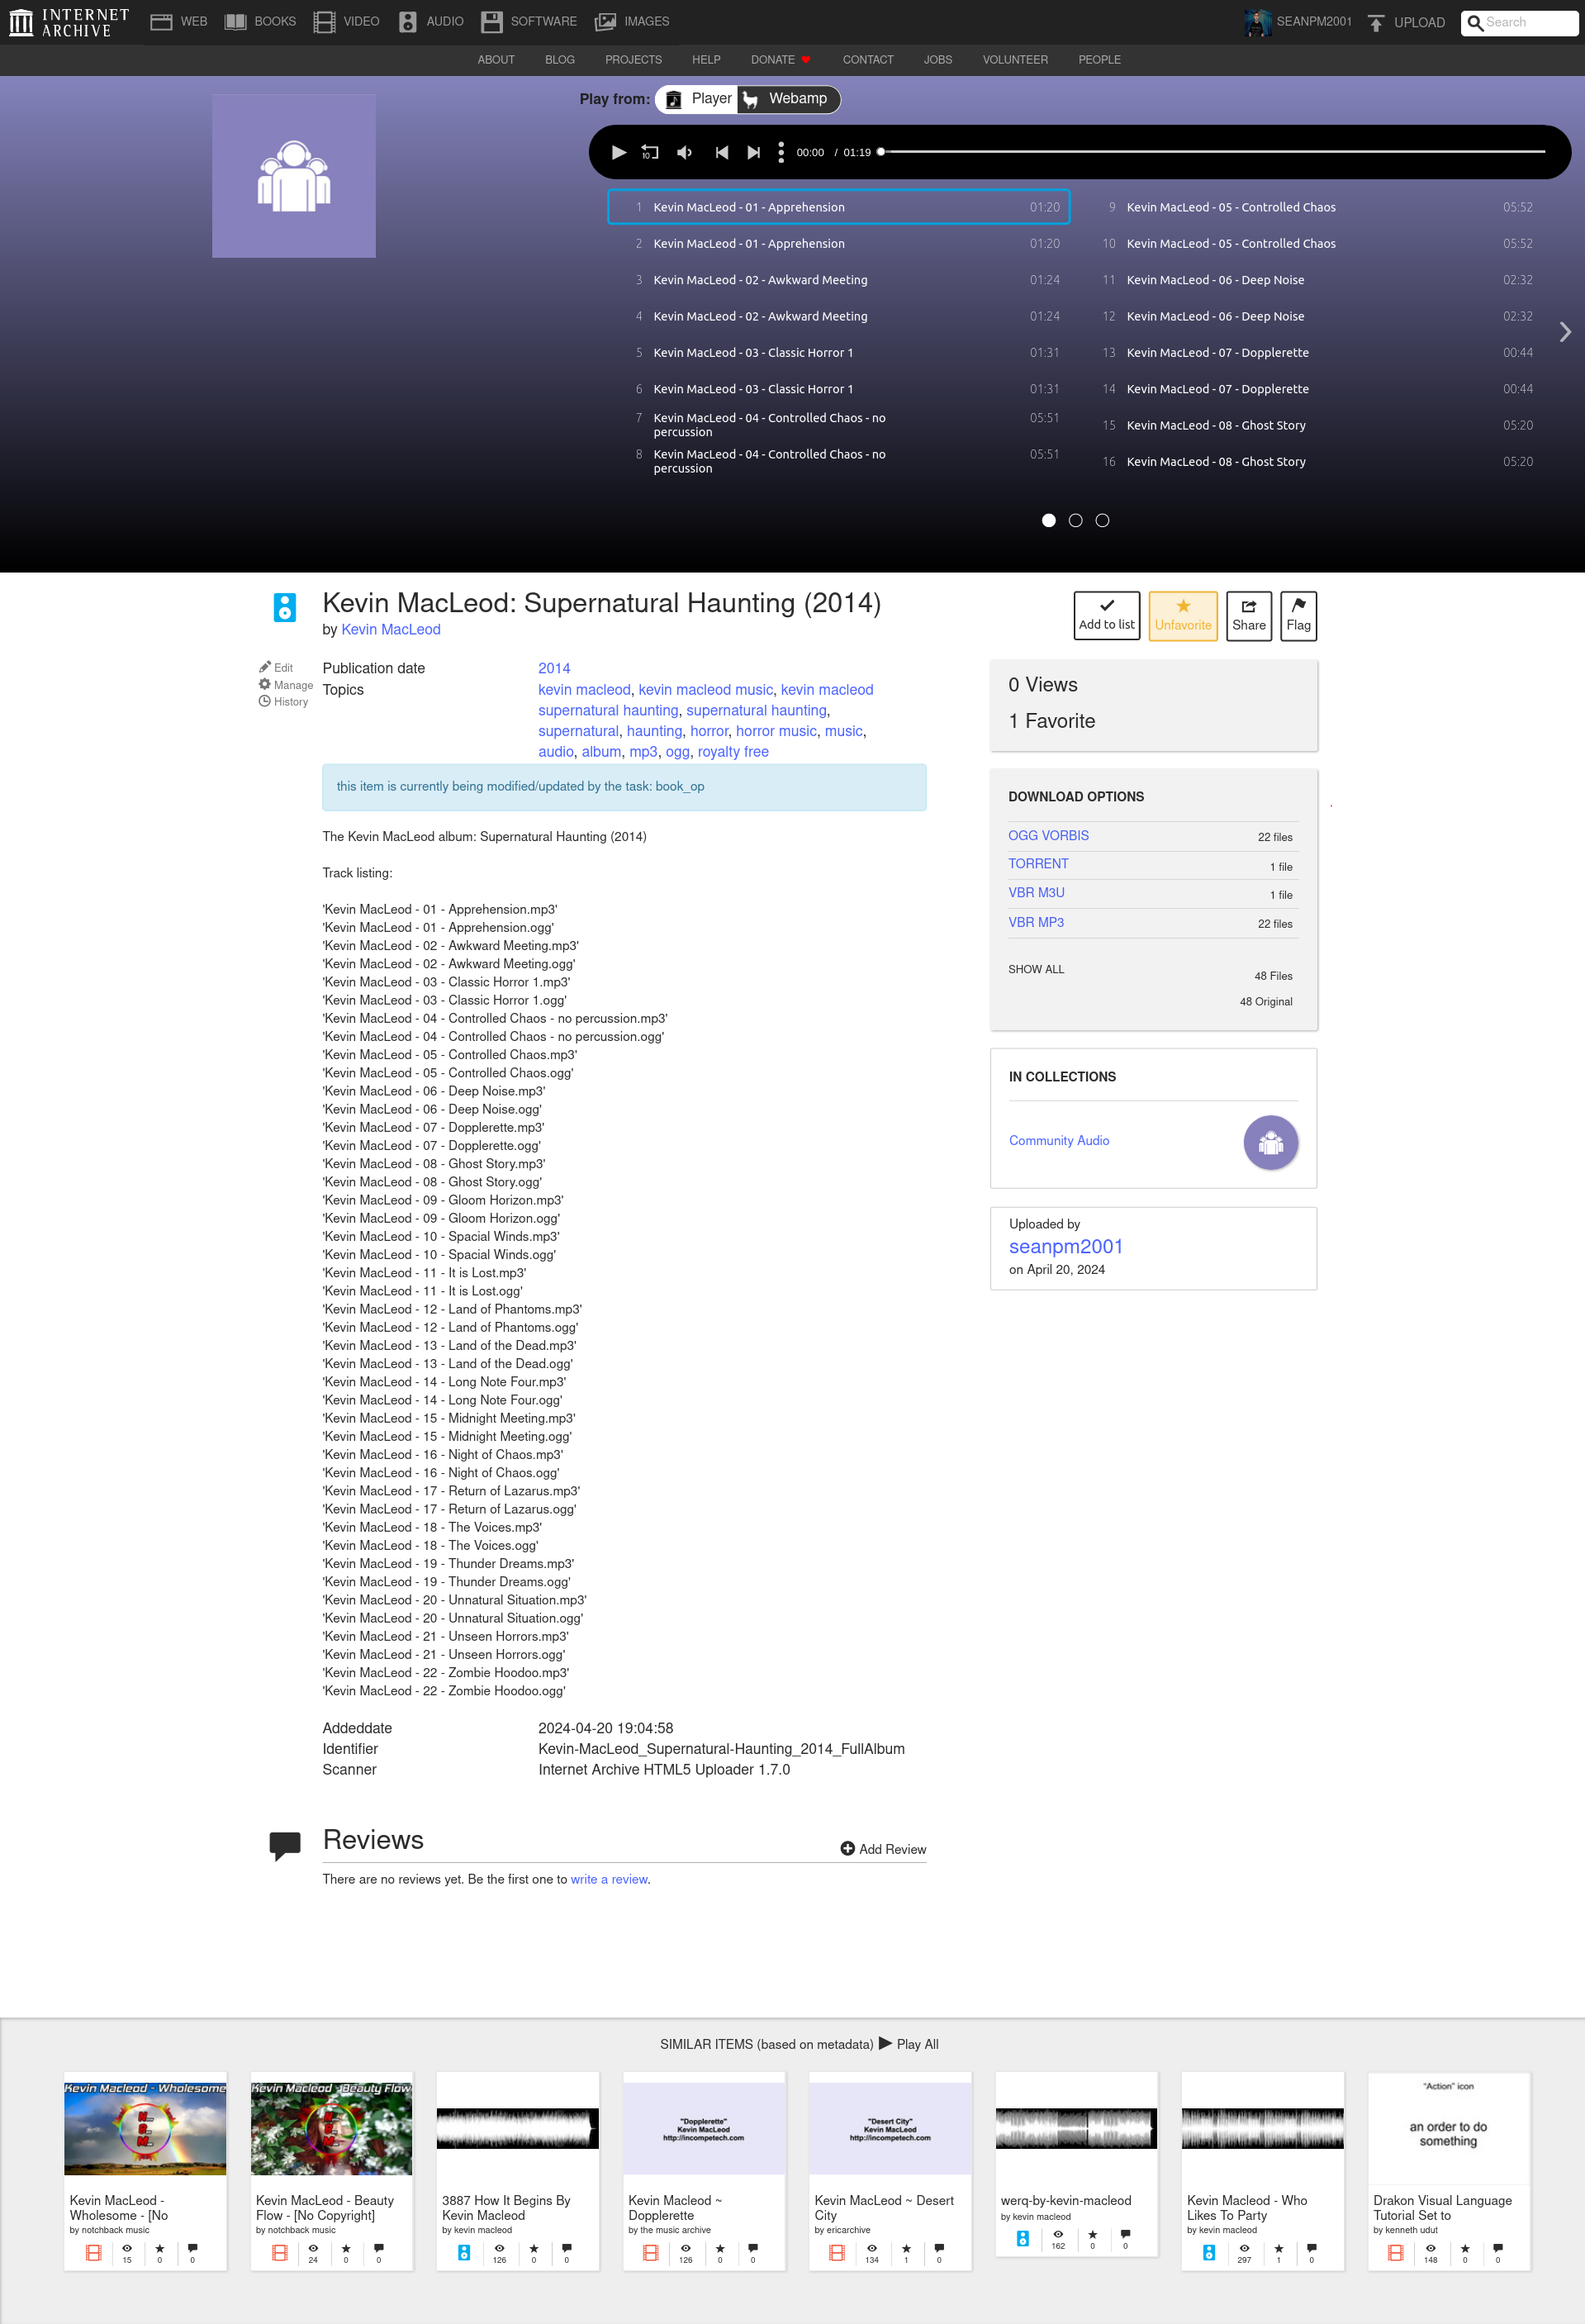 INTERNET
ARCHIVE
WEB BOOKS VIDEO AUDIO SOFTWARE IMAGES SEANPM2001 UPLOAD Search
ABOUT BLOG PROJECTS HELP DONATE CONTACT JOBS VOLUNTEER PEOPLE
Play from: Player Webamp
10 00:00 / 01:19
1 Kevin MacLeod - 01 - Apprehension 01:20
2 Kevin MacLeod - 01 - Apprehension 01:20
3 Kevin MacLeod - 02 - Awkward Meeting 01:24
4 Kevin MacLeod - 02 - Awkward Meeting 01:24
5 Kevin MacLeod - 03 - Classic Horror 1 01:31
6 Kevin MacLeod - 03 - Classic Horror 1 01:31
7 Kevin MacLeod - 04 - Controlled Chaos - no 05:51
percussion
8 Kevin MacLeod - 04 - Controlled Chaos - no 05:51
percussion
9 Kevin MacLeod - 05 - Controlled Chaos 05:52
10 Kevin MacLeod - 05 - Controlled Chaos 05:52
11 Kevin MacLeod - 06 - Deep Noise 02:32
12 Kevin MacLeod - 06 - Deep Noise 02:32
13 Kevin MacLeod - 07 - Dopplerette 00:44
14 Kevin MacLeod - 07 - Dopplerette 00:44
15 Kevin MacLeod - 08 - Ghost Story 05:20
16 Kevin MacLeod - 08 - Ghost Story 05:20
Kevin MacLeod: Supernatural Haunting (2014)
by Kevin MacLeod
Edit
Manage
History
Publication date 2014
Topics kevin macleod, kevin macleod music, kevin macleod
supernatural haunting, supernatural haunting,
supernatural, haunting, horror, horror music, music,
audio, album, mp3, ogg, royalty free
this item is currently being modified/updated by the task: book_op
The Kevin MacLeod album: Supernatural Haunting (2014)
Track listing:
'Kevin MacLeod - 01 - Apprehension.mp3'
'Kevin MacLeod - 01 - Apprehension.ogg'
'Kevin MacLeod - 02 - Awkward Meeting.mp3'
'Kevin MacLeod - 02 - Awkward Meeting.ogg'
'Kevin MacLeod - 03 - Classic Horror 1.mp3'
'Kevin MacLeod - 03 - Classic Horror 1.ogg'
'Kevin MacLeod - 04 - Controlled Chaos - no percussion.mp3'
'Kevin MacLeod - 04 - Controlled Chaos - no percussion.ogg'
'Kevin MacLeod - 05 - Controlled Chaos.mp3'
'Kevin MacLeod - 05 - Controlled Chaos.ogg'
'Kevin MacLeod - 06 - Deep Noise.mp3'
'Kevin MacLeod - 06 - Deep Noise.ogg'
'Kevin MacLeod - 07 - Dopplerette.mp3'
'Kevin MacLeod - 07 - Dopplerette.ogg'
'Kevin MacLeod - 08 - Ghost Story.mp3'
'Kevin MacLeod - 08 - Ghost Story.ogg'
'Kevin MacLeod - 09 - Gloom Horizon.mp3'
'Kevin MacLeod - 09 - Gloom Horizon.ogg'
'Kevin MacLeod - 10 - Spacial Winds.mp3'
'Kevin MacLeod - 10 - Spacial Winds.ogg'
'Kevin MacLeod - 11 - It is Lost.mp3'
'Kevin MacLeod - 11 - It is Lost.ogg'
'Kevin MacLeod - 12 - Land of Phantoms.mp3'
'Kevin MacLeod - 12 - Land of Phantoms.ogg'
'Kevin MacLeod - 13 - Land of the Dead.mp3'
'Kevin MacLeod - 13 - Land of the Dead.ogg'
'Kevin MacLeod - 14 - Long Note Four.mp3'
'Kevin MacLeod - 14 - Long Note Four.ogg'
'Kevin MacLeod - 15 - Midnight Meeting.mp3'
'Kevin MacLeod - 15 - Midnight Meeting.ogg'
'Kevin MacLeod - 16 - Night of Chaos.mp3'
'Kevin MacLeod - 16 - Night of Chaos.ogg'
'Kevin MacLeod - 17 - Return of Lazarus.mp3'
'Kevin MacLeod - 17 - Return of Lazarus.ogg'
'Kevin MacLeod - 18 - The Voices.mp3'
'Kevin MacLeod - 18 - The Voices.ogg'
'Kevin MacLeod - 19 - Thunder Dreams.mp3'
'Kevin MacLeod - 19 - Thunder Dreams.ogg'
'Kevin MacLeod - 20 - Unnatural Situation.mp3'
'Kevin MacLeod - 20 - Unnatural Situation.ogg'
'Kevin MacLeod - 21 - Unseen Horrors.mp3'
'Kevin MacLeod - 21 - Unseen Horrors.ogg'
'Kevin MacLeod - 22 - Zombie Hoodoo.mp3'
'Kevin MacLeod - 22 - Zombie Hoodoo.ogg'
Addeddate 2024-04-20 19:04:58
Identifier Kevin-MacLeod_Supernatural-Haunting_2014_FullAlbum
Scanner Internet Archive HTML5 Uploader 1.7.0
Add to list Unfavorite Share Flag
0 Views
1 Favorite
DOWNLOAD OPTIONS
OGG VORBIS 22 files
TORRENT 1 file
VBR M3U 1 file
VBR MP3 22 files
SHOW ALL 48 Files
48 Original
IN COLLECTIONS
Community Audio
Uploaded by
seanpm2001
on April 20, 2024
Reviews Add Review
There are no reviews yet. Be the first one to write a review.
SIMILAR ITEMS (based on metadata) Play All
Kevin Macleod - Wholesome
Kevin MacLeod -
Wholesome - [No
by notchback music
15 0 0
Kevin Macleod - Beauty Flow
Kevin MacLeod - Beauty
Flow - [No Copyright]
by notchback music
24 0 0
3887 How It Begins By
Kevin Macleod
by kevin macleod
126 0 0
"Dopplerette"
Kevin MacLeod
http://incompetech.com
Kevin Macleod ~
Dopplerette
by the music archive
126 0 0
"Desert City"
Kevin MacLeod
http://incompetech.com
Kevin MacLeod ~ Desert
City
by ericarchive
134 1 0
werq-by-kevin-macleod
by kevin macleod
162 0 0
Kevin Macleod - Who
Likes To Party
by kevin macleod
297 1 0
"Action" icon
an order to do
something
Drakon Visual Language
Tutorial Set to
by kenneth udut
148 0 0